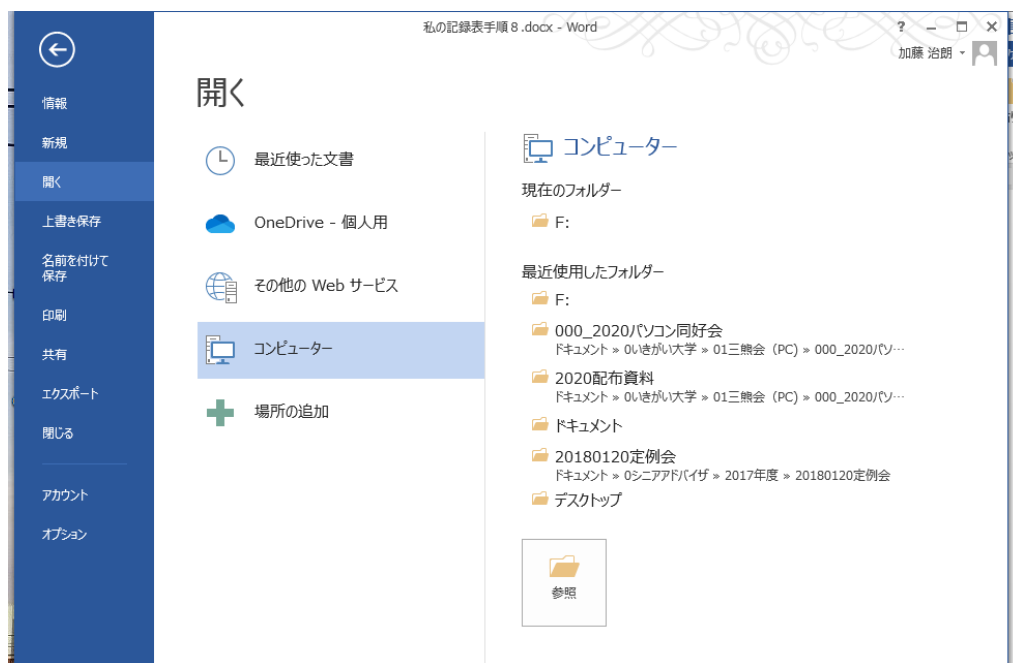 私の記録表手順８.docx - Word
? – □ ×
加藤 治朗
情報
新規
開く
上書き保存
名前を付けて
保存
印刷
共有
エクスポート
閉じる
アカウント
オプション
開く
最近使った文書
OneDrive - 個人用
その他の Web サービス
コンピューター
場所の追加
コンピューター
現在のフォルダー
F:
最近使用したフォルダー
F:
000_2020パソコン同好会
ドキュメント » 0いきがい大学 » 01三熊会（PC）» 000_2020パソ…
2020配布資料
ドキュメント » 0いきがい大学 » 01三熊会（PC）» 000_2020パソ…
ドキュメント
20180120定例会
ドキュメント » 0シニアアドバイザ » 2017年度 » 20180120定例会
デスクトップ
参照